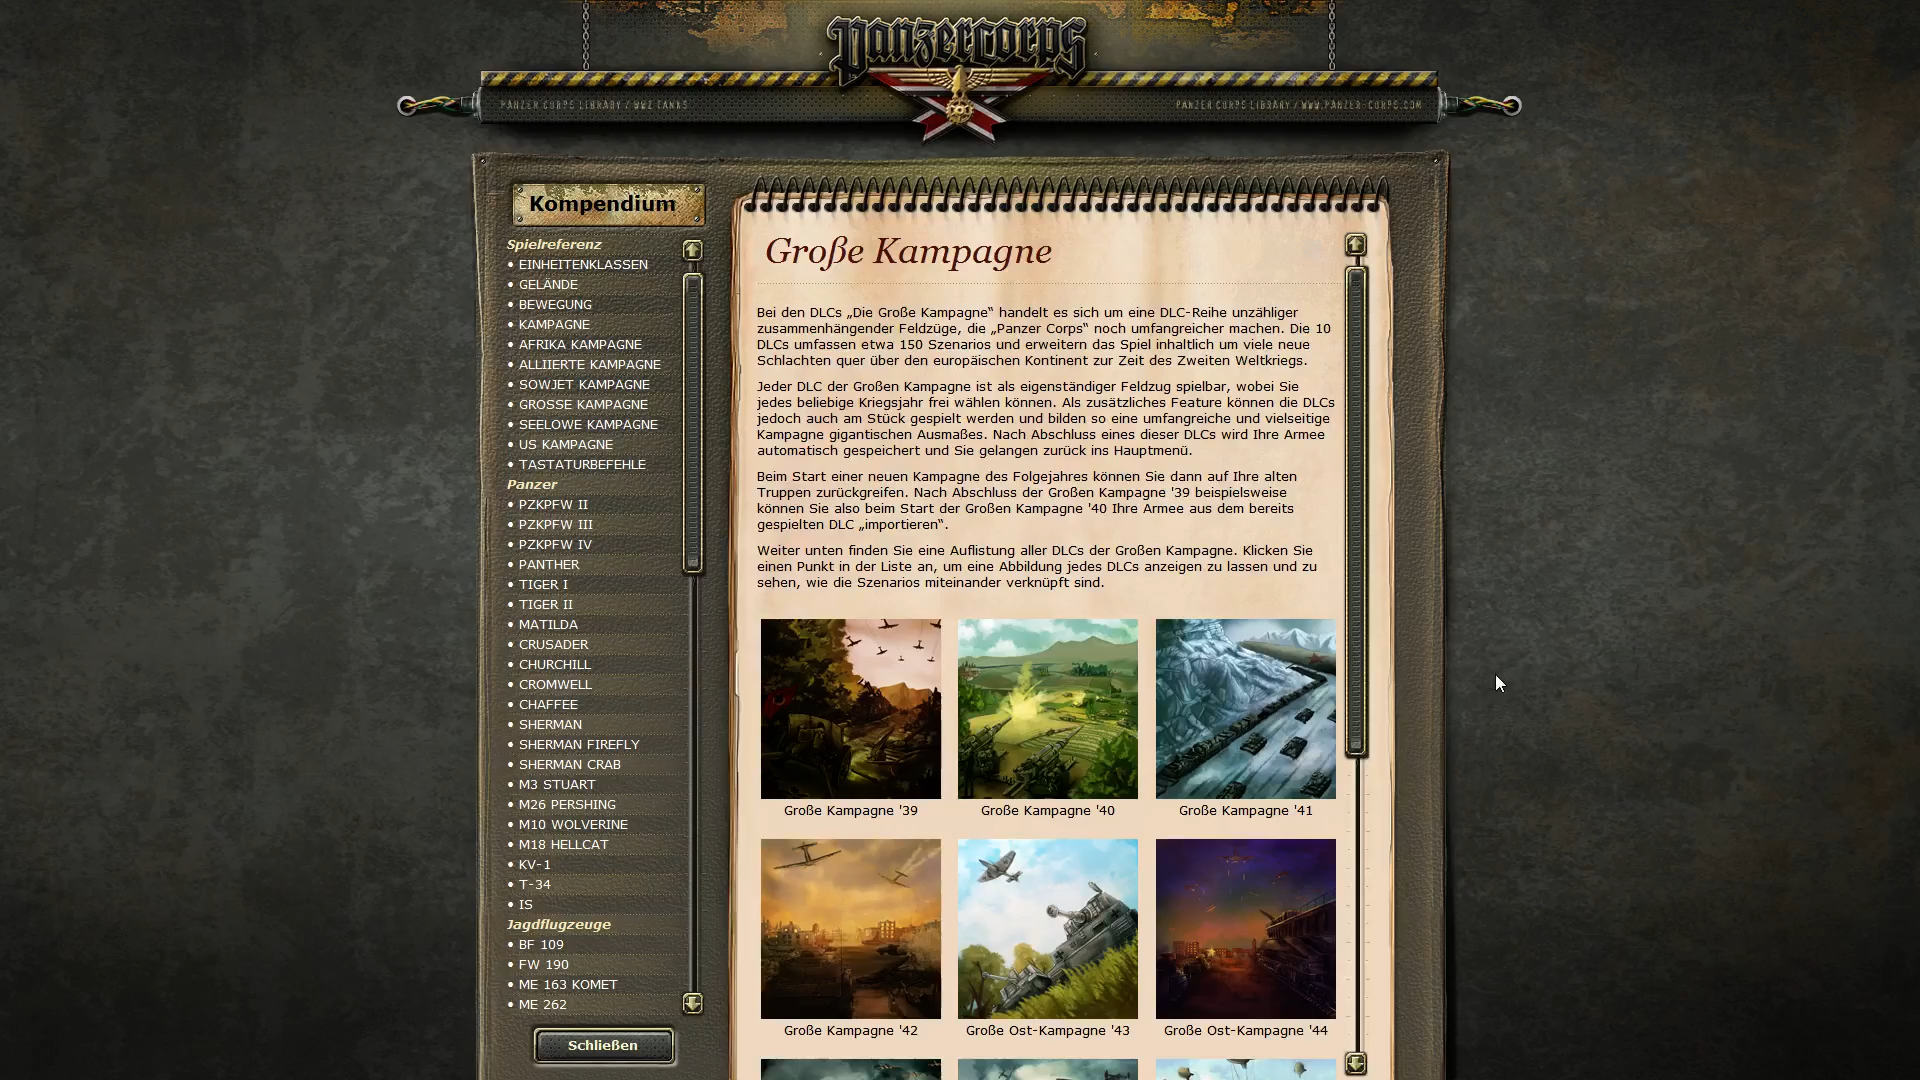 Panzercorps
PANZER CORPS LIBRARY / WW2 TANKS
PANZER CORPS LIBRARY / WWW.PANZER-CORPS.COM
Kompendium
Spielreferenz
• EINHEITENKLASSEN
• GELÄNDE
• BEWEGUNG
• KAMPAGNE
• AFRIKA KAMPAGNE
• ALLIIERTE KAMPAGNE
• SOWJET KAMPAGNE
• GROSSE KAMPAGNE
• SEELOWE KAMPAGNE
• US KAMPAGNE
• TASTATURBEFEHLE
Panzer
• PZKPFW II
• PZKPFW III
• PZKPFW IV
• PANTHER
• TIGER I
• TIGER II
• MATILDA
• CRUSADER
• CHURCHILL
• CROMWELL
• CHAFFEE
• SHERMAN
• SHERMAN FIREFLY
• SHERMAN CRAB
• M3 STUART
• M26 PERSHING
• M10 WOLVERINE
• M18 HELLCAT
• KV-1
• T-34
• IS
Jagdflugzeuge
• BF 109
• FW 190
• ME 163 KOMET
• ME 262
Schließen
Große Kampagne
Bei den DLCs „Die Große Kampagne“ handelt es sich um eine DLC-Reihe unzähliger
zusammenhängender Feldzüge, die „Panzer Corps“ noch umfangreicher machen. Die 10
DLCs umfassen etwa 150 Szenarios und erweitern das Spiel inhaltlich um viele neue
Schlachten quer über den europäischen Kontinent zur Zeit des Zweiten Weltkriegs.
Jeder DLC der Großen Kampagne ist als eigenständiger Feldzug spielbar, wobei Sie
jedes beliebige Kriegsjahr frei wählen können. Als zusätzliches Feature können die DLCs
jedoch auch am Stück gespielt werden und bilden so eine umfangreiche und vielseitige
Kampagne gigantischen Ausmaßes. Nach Abschluss eines dieser DLCs wird Ihre Armee
automatisch gespeichert und Sie gelangen zurück ins Hauptmenü.
Beim Start einer neuen Kampagne des Folgejahres können Sie dann auf Ihre alten
Truppen zurückgreifen. Nach Abschluss der Großen Kampagne '39 beispielsweise
können Sie also beim Start der Großen Kampagne '40 Ihre Armee aus dem bereits
gespielten DLC „importieren“.
Weiter unten finden Sie eine Auflistung aller DLCs der Großen Kampagne. Klicken Sie
einen Punkt in der Liste an, um eine Abbildung jedes DLCs anzeigen zu lassen und zu
sehen, wie die Szenarios miteinander verknüpft sind.
Große Kampagne '39
Große Kampagne '40
Große Kampagne '41
Große Kampagne '42
Große Ost-Kampagne '43
Große Ost-Kampagne '44